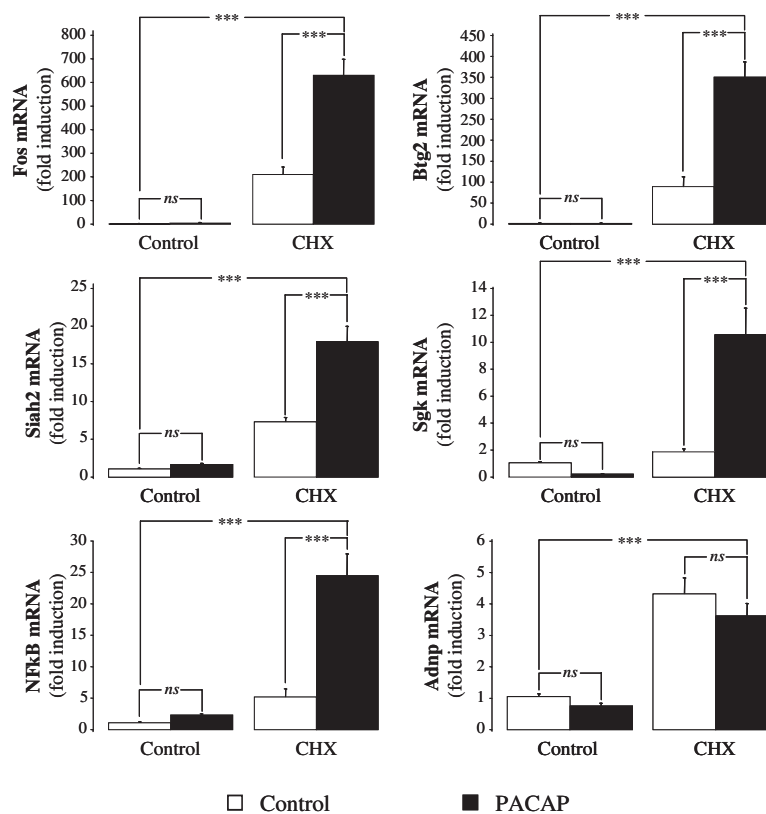 Fos mRNA
(fold induction)
800
700
600
500
400
300
200
100
0
***
***
ns
Control
CHX
Btg2 mRNA
(fold induction)
450
400
350
300
250
200
150
100
50
0
***
***
ns
Control
CHX
Siah2 mRNA
(fold induction)
25
20
15
10
5
0
***
***
ns
Control
CHX
Sgk mRNA
(fold induction)
14
12
10
8
6
4
2
0
***
***
ns
Control
CHX
NFkB mRNA
(fold induction)
30
25
20
15
10
5
0
***
***
ns
Control
CHX
Adnp mRNA
(fold induction)
6
5
4
3
2
1
0
***
ns
ns
Control
CHX
Control
PACAP